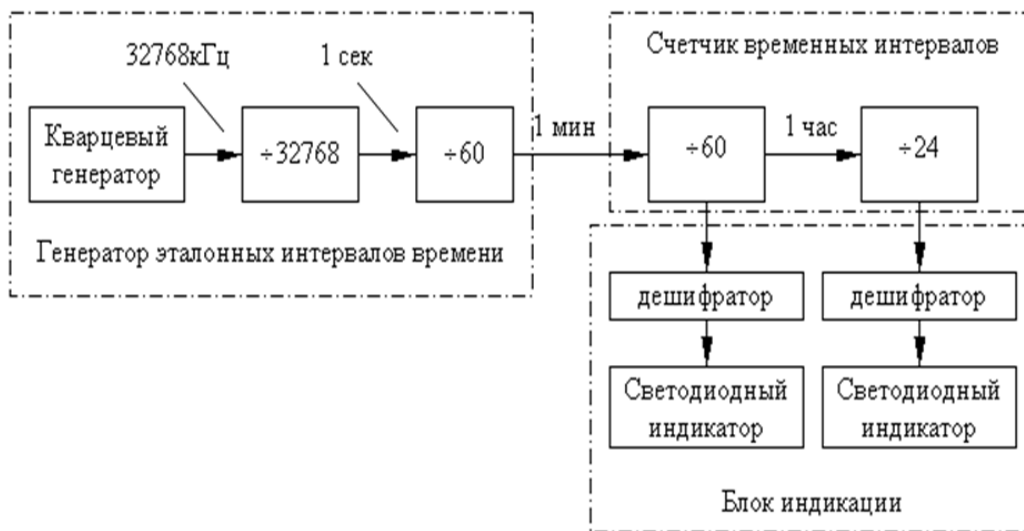 32768кГц
1 сек
Кварцевый
генератор
÷32768
÷60
1 мин
Генератор эталонных интервалов времени
Счетчик временных интервалов
÷60
1 час
÷24
дешифратор
дешифратор
Светодиодный
индикатор
Светодиодный
индикатор
Блок индикации